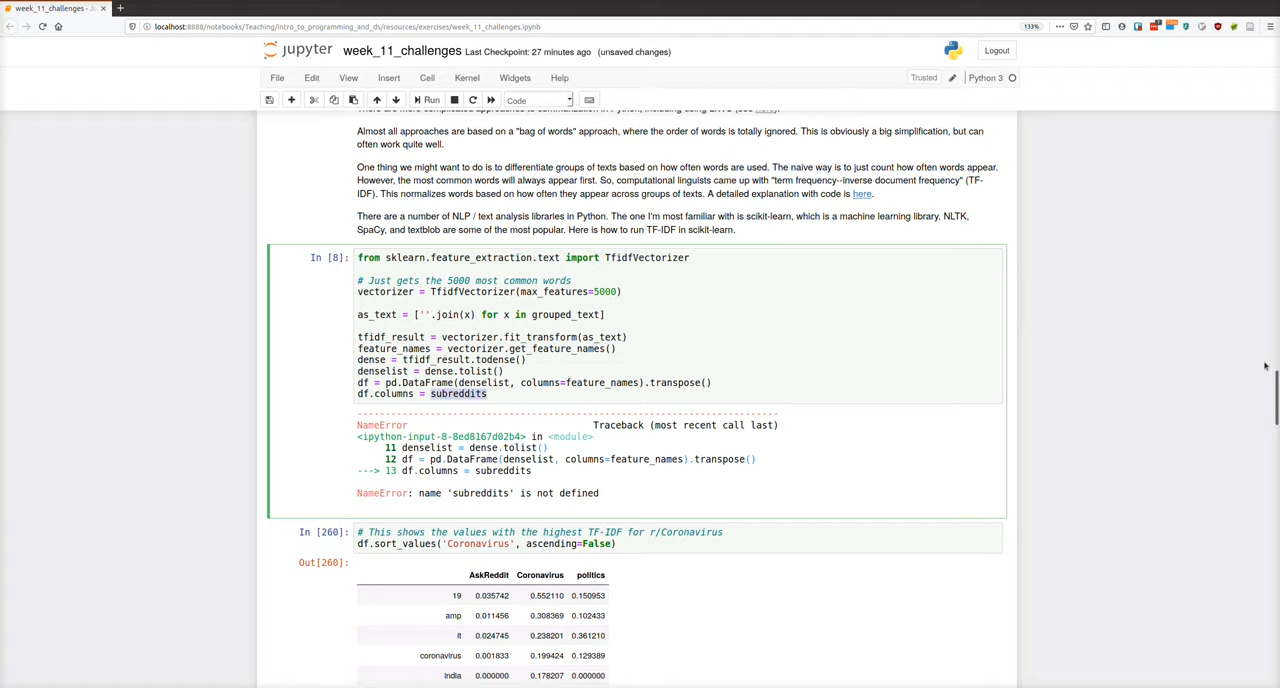 week_11_challenges - Ju
localhost:8888/notebooks/Teaching/intro_to_programming_and_ds/resources/exercises/week_11_challenges.ipynb
133%
jupyter week_11_challenges Last Checkpoint: 27 minutes ago (unsaved changes)
Logout
File Edit View Insert Cell Kernel Widgets Help
Trusted
Python 3
Run
Code
Almost all approaches are based on a "bag of words" approach, where the order of words is totally ignored. This is obviously a big simplification, but can
often work quite well.
One thing we might want to do is to differentiate groups of texts based on how often words are used. The naive way is to just count how often words appear.
However, the most common words will always appear first. So, computational linguists came up with "term frequency--inverse document frequency" (TF-
IDF). This normalizes words based on how often they appear across groups of texts. A detailed explanation with code is here.
There are a number of NLP / text analysis libraries in Python. The one I'm most familiar with is scikit-learn, which is a machine learning library. NLTK,
SpaCy, and textblob are some of the most popular. Here is how to run TF-IDF in scikit-learn.
In [8]: from sklearn.feature_extraction.text import TfidfVectorizer
# Just gets the 5000 most common words
vectorizer = TfidfVectorizer(max_features=5000)
as_text = [''.join(x) for x in grouped_text]
tfidf_result = vectorizer.fit_transform(as_text)
feature_names = vectorizer.get_feature_names()
dense = tfidf_result.todense()
denselist = dense.tolist()
df = pd.DataFrame(denselist, columns=feature_names).transpose()
df.columns = subreddits
---------------------------------------------------------------------------
NameError Traceback (most recent call last)
<ipython-input-8-8ed8167d02b4> in <module>
11 denselist = dense.tolist()
12 df = pd.DataFrame(denselist, columns=feature_names).transpose()
---> 13 df.columns = subreddits
NameError: name 'subreddits' is not defined
In [260]: # This shows the values with the highest TF-IDF for r/Coronavirus
df.sort_values('Coronavirus', ascending=False)
Out[260]:
AskReddit Coronavirus politics
19 0.035742 0.552110 0.150953
amp 0.011456 0.308369 0.102433
it 0.024745 0.238201 0.361210
coronavirus 0.001833 0.199424 0.129389
india 0.000000 0.178207 0.000000